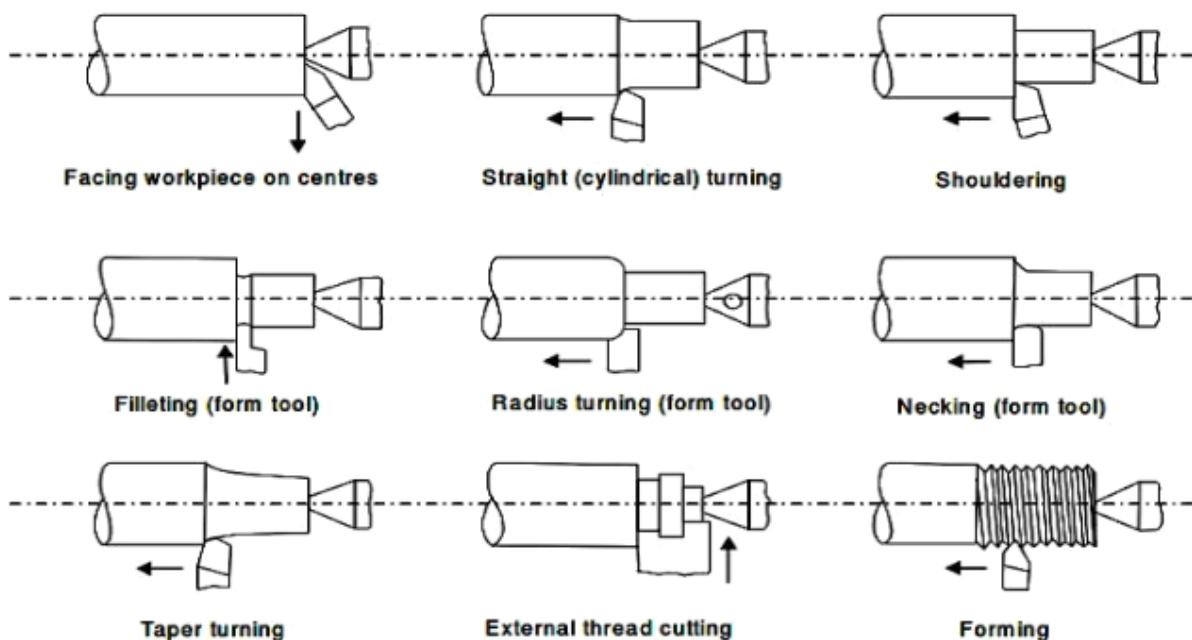 Facing workpiece on centres
Straight (cylindrical) turning
Shouldering
Filleting (form tool)
Radius turning (form tool)
Necking (form tool)
Taper turning
External thread cutting
Forming